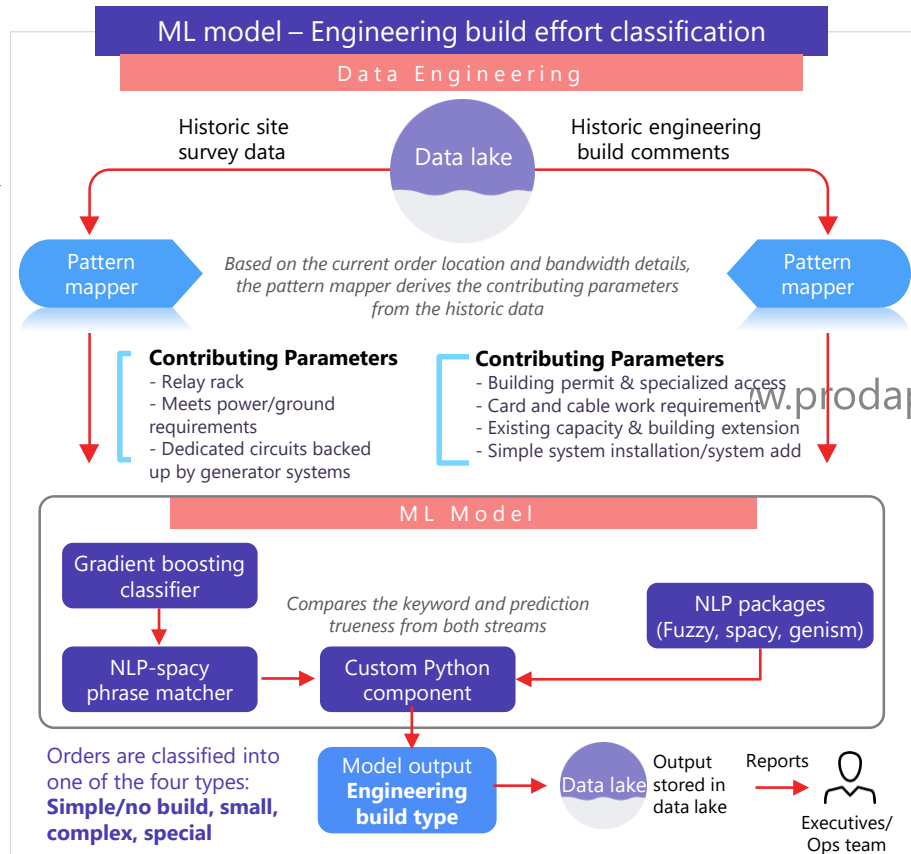 ML model – Engineering build effort classification
Data Engineering
Historic site
survey data
Data lake
Historic engineering
build comments
Pattern
mapper
Based on the current order location and bandwidth details,
the pattern mapper derives the contributing parameters
from the historic data
Pattern
mapper
Contributing Parameters
- Relay rack
- Meets power/ground
requirements
- Dedicated circuits backed
up by generator systems
Contributing Parameters
- Building permit & specialized access
- Card and cable work requirement
- Existing capacity & building extension
- Simple system installation/system add
w.prodap
ML Model
Gradient boosting
classifier
Compares the keyword and prediction
trueness from both streams
NLP packages
(Fuzzy, spacy, genism)
NLP-spacy
phrase matcher
Custom Python
component
Orders are classified into
one of the four types:
Simple/no build, small,
complex, special
Model output
Engineering
build type
Data lake
Output
stored in
data lake
Reports
Executives/
Ops team